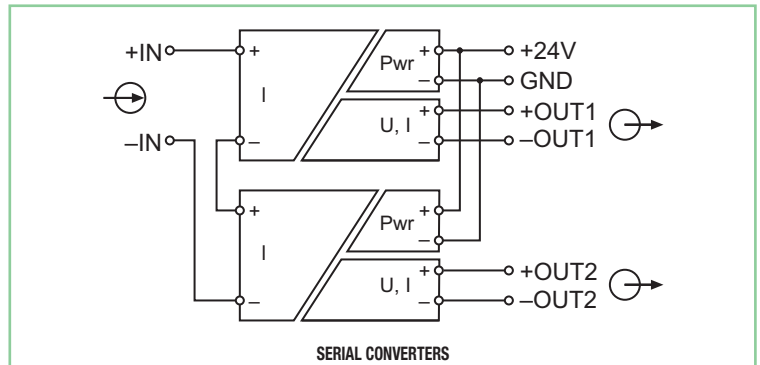 +IN
–IN
+
I
–
Pwr
+
–
U, I
+
–
+24V
GND
+OUT1
–OUT1
+
I
–
Pwr
+
–
U, I
+
–
+OUT2
–OUT2
SERIAL CONVERTERS